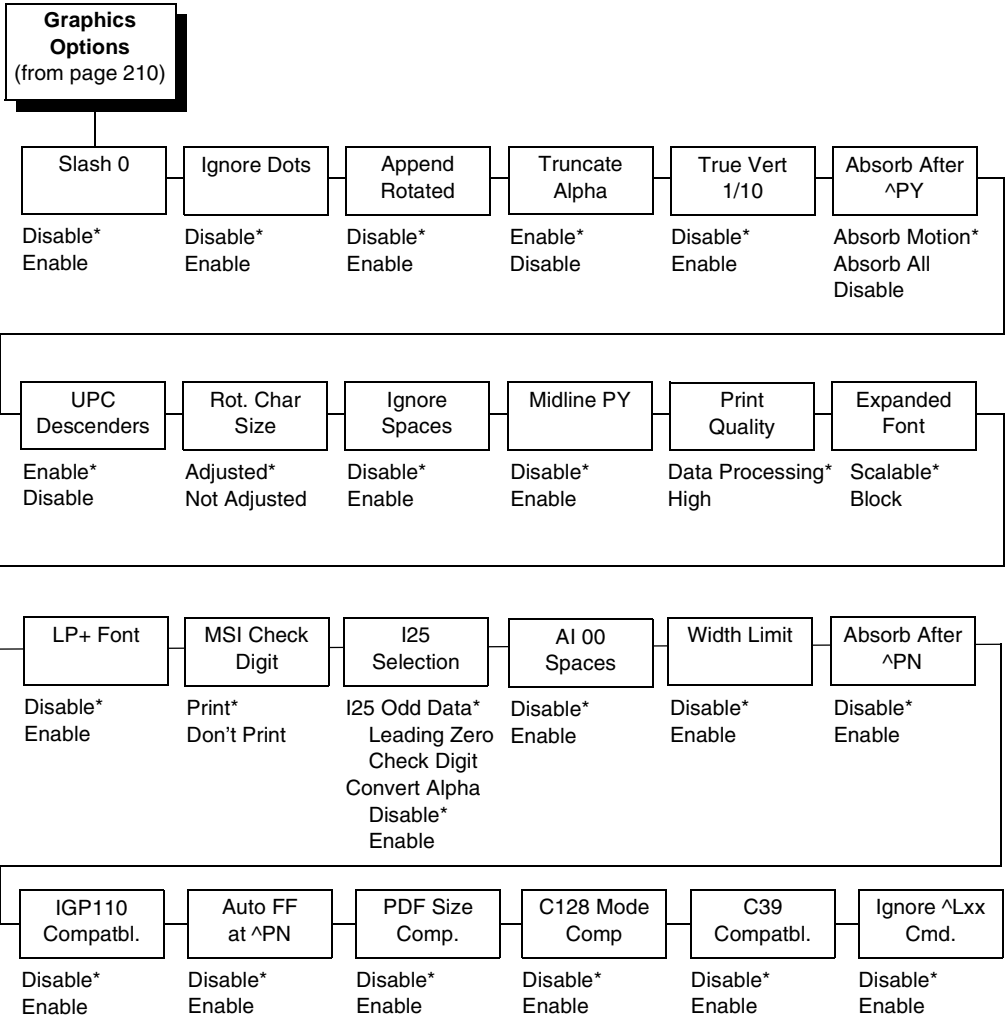 Graphics
Options
(from page 210)
Slash 0
Ignore Dots
Append
Rotated
Truncate
Alpha
True Vert
1/10
Absorb After
^PY
Disable*
Enable
Disable*
Enable
Disable*
Enable
Enable*
Disable
Disable*
Enable
Absorb Motion*
Absorb All
Disable
UPC
Descenders
Rot. Char
Size
Ignore
Spaces
Midline PY
Print
Quality
Expanded
Font
Enable*
Disable
Adjusted*
Not Adjusted
Disable*
Enable
Disable*
Enable
Data Processing*
High
Scalable*
Block
LP+ Font
MSI Check
Digit
I25
Selection
AI 00
Spaces
Width Limit
Absorb After
^PN
Disable*
Enable
Print*
Don't Print
I25 Odd Data*
Leading Zero
Check Digit
Convert Alpha
Disable*
Enable
Disable*
Enable
Disable*
Enable
Disable*
Enable
IGP110
Compatbl.
Auto FF
at ^PN
PDF Size
Comp.
C128 Mode
Comp
C39
Compatbl.
Ignore ^Lxx
Cmd.
Disable*
Enable
Disable*
Enable
Disable*
Enable
Disable*
Enable
Disable*
Enable
Disable*
Enable